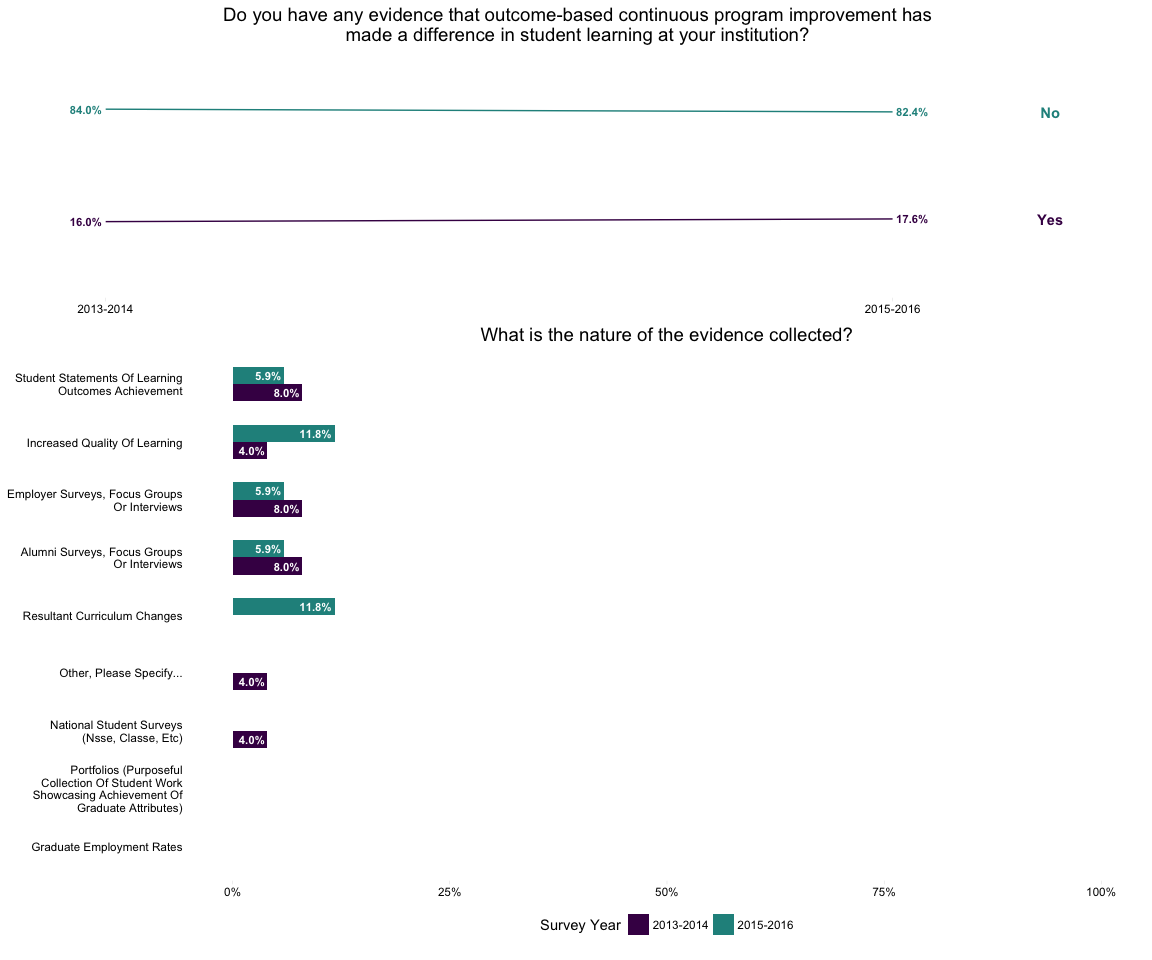 Do you have any evidence that outcome-based continuous program improvement has
made a difference in student learning at your institution?
84.0%
82.4%
No
16.0%
17.6%
Yes
2013-2014
2015-2016
What is the nature of the evidence collected?
Student Statements Of Learning
Outcomes Achievement
5.9%
8.0%
Increased Quality Of Learning
11.8%
4.0%
Employer Surveys, Focus Groups
Or Interviews
5.9%
8.0%
Alumni Surveys, Focus Groups
Or Interviews
5.9%
8.0%
Resultant Curriculum Changes
11.8%
Other, Please Specify...
4.0%
National Student Surveys
(Nsse, Classe, Etc)
4.0%
Portfolios (Purposeful
Collection Of Student Work
Showcasing Achievement Of
Graduate Attributes)
Graduate Employment Rates
0%
25%
50%
75%
100%
Survey Year
2013-2014
2015-2016